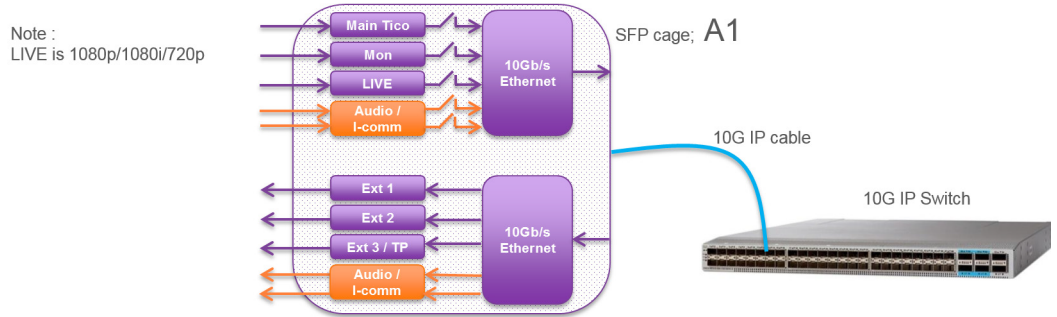 Note :
LIVE is 1080p/1080i/720p
Main Tico
Mon
LIVE
Audio /
I-comm
10Gb/s
Ethernet
SFP cage; A1
10G IP cable
10G IP Switch
Ext 1
Ext 2
Ext 3 / TP
Audio /
I-comm
10Gb/s
Ethernet